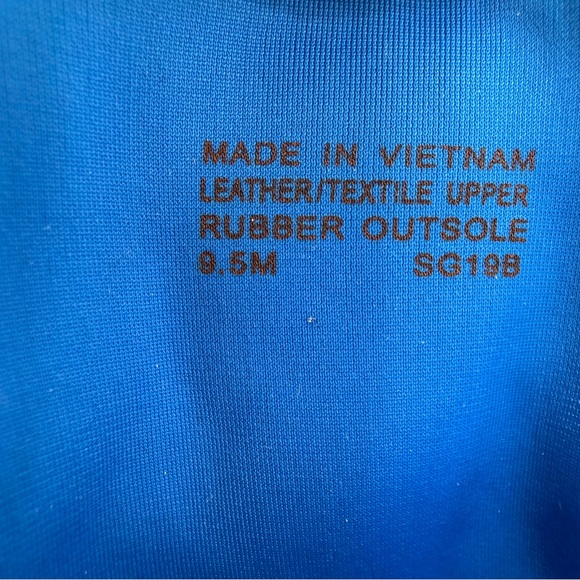 MADE IN VIETNAM
LEATHER/TEXTILE UPPER
RUBBER OUTSOLE
9.5M SG19B